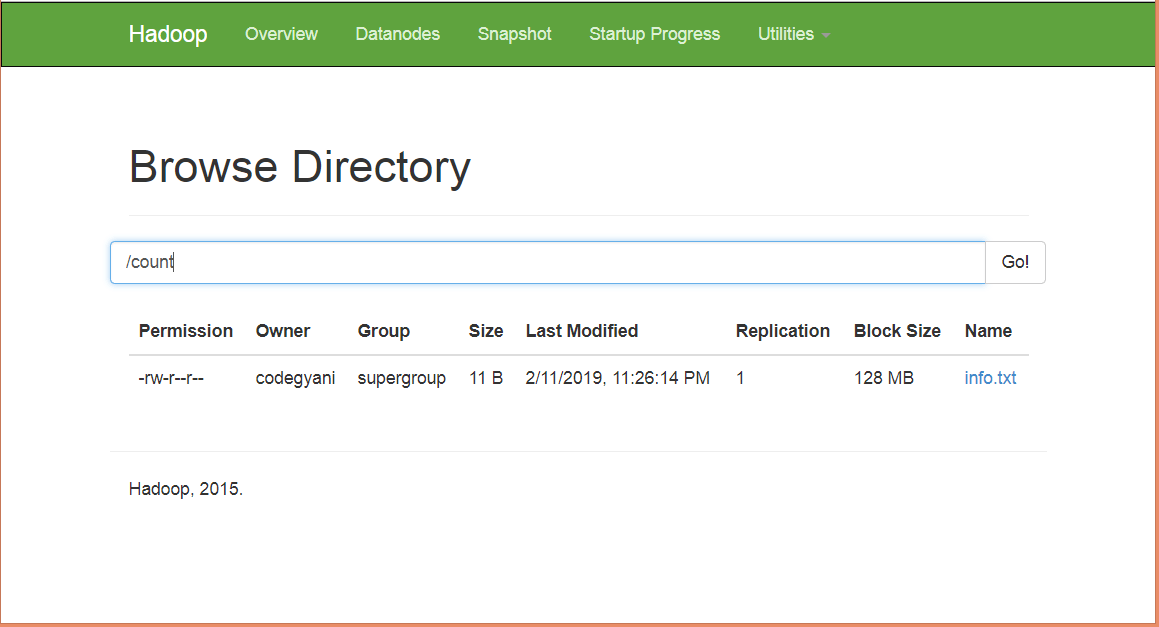 Hadoop Overview Datanodes Snapshot Startup Progress Utilities
Browse Directory
/count Go!
Permission Owner Group Size Last Modified Replication Block Size Name
-rw-r--r-- codegyani supergroup 11 B 2/11/2019, 11:26:14 PM 1 128 MB info.txt
Hadoop, 2015.